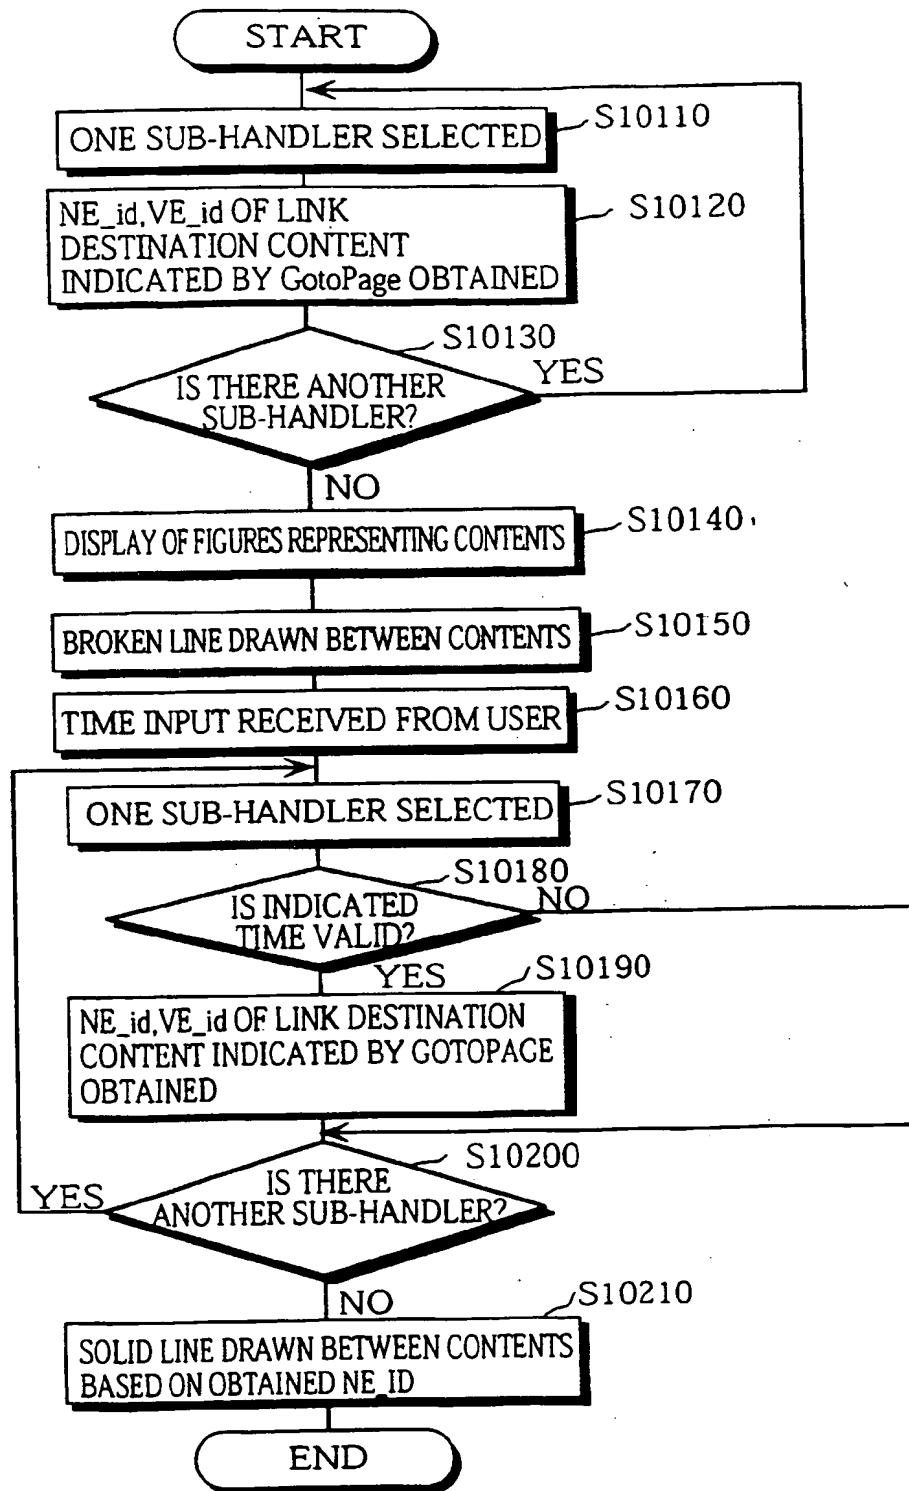 START
ONE SUB-HANDLER SELECTED
S10110
NE_id,VE_id OF LINK
DESTINATION CONTENT
INDICATED BY GotoPage OBTAINED
S10120
S10130
IS THERE ANOTHER
SUB-HANDLER?
YES
NO
DISPLAY OF FIGURES REPRESENTING CONTENTS
S10140
BROKEN LINE DRAWN BETWEEN CONTENTS
S10150
TIME INPUT RECEIVED FROM USER
S10160
ONE SUB-HANDLER SELECTED
S10170
S10180
IS INDICATED
TIME VALID?
NO
YES
S10190
NE_id,VE_id OF LINK DESTINATION
CONTENT INDICATED BY GOTOPAGE
OBTAINED
S10200
IS THERE
ANOTHER SUB-HANDLER?
YES
NO
S10210
SOLID LINE DRAWN BETWEEN CONTENTS
BASED ON OBTAINED NE_ID
END